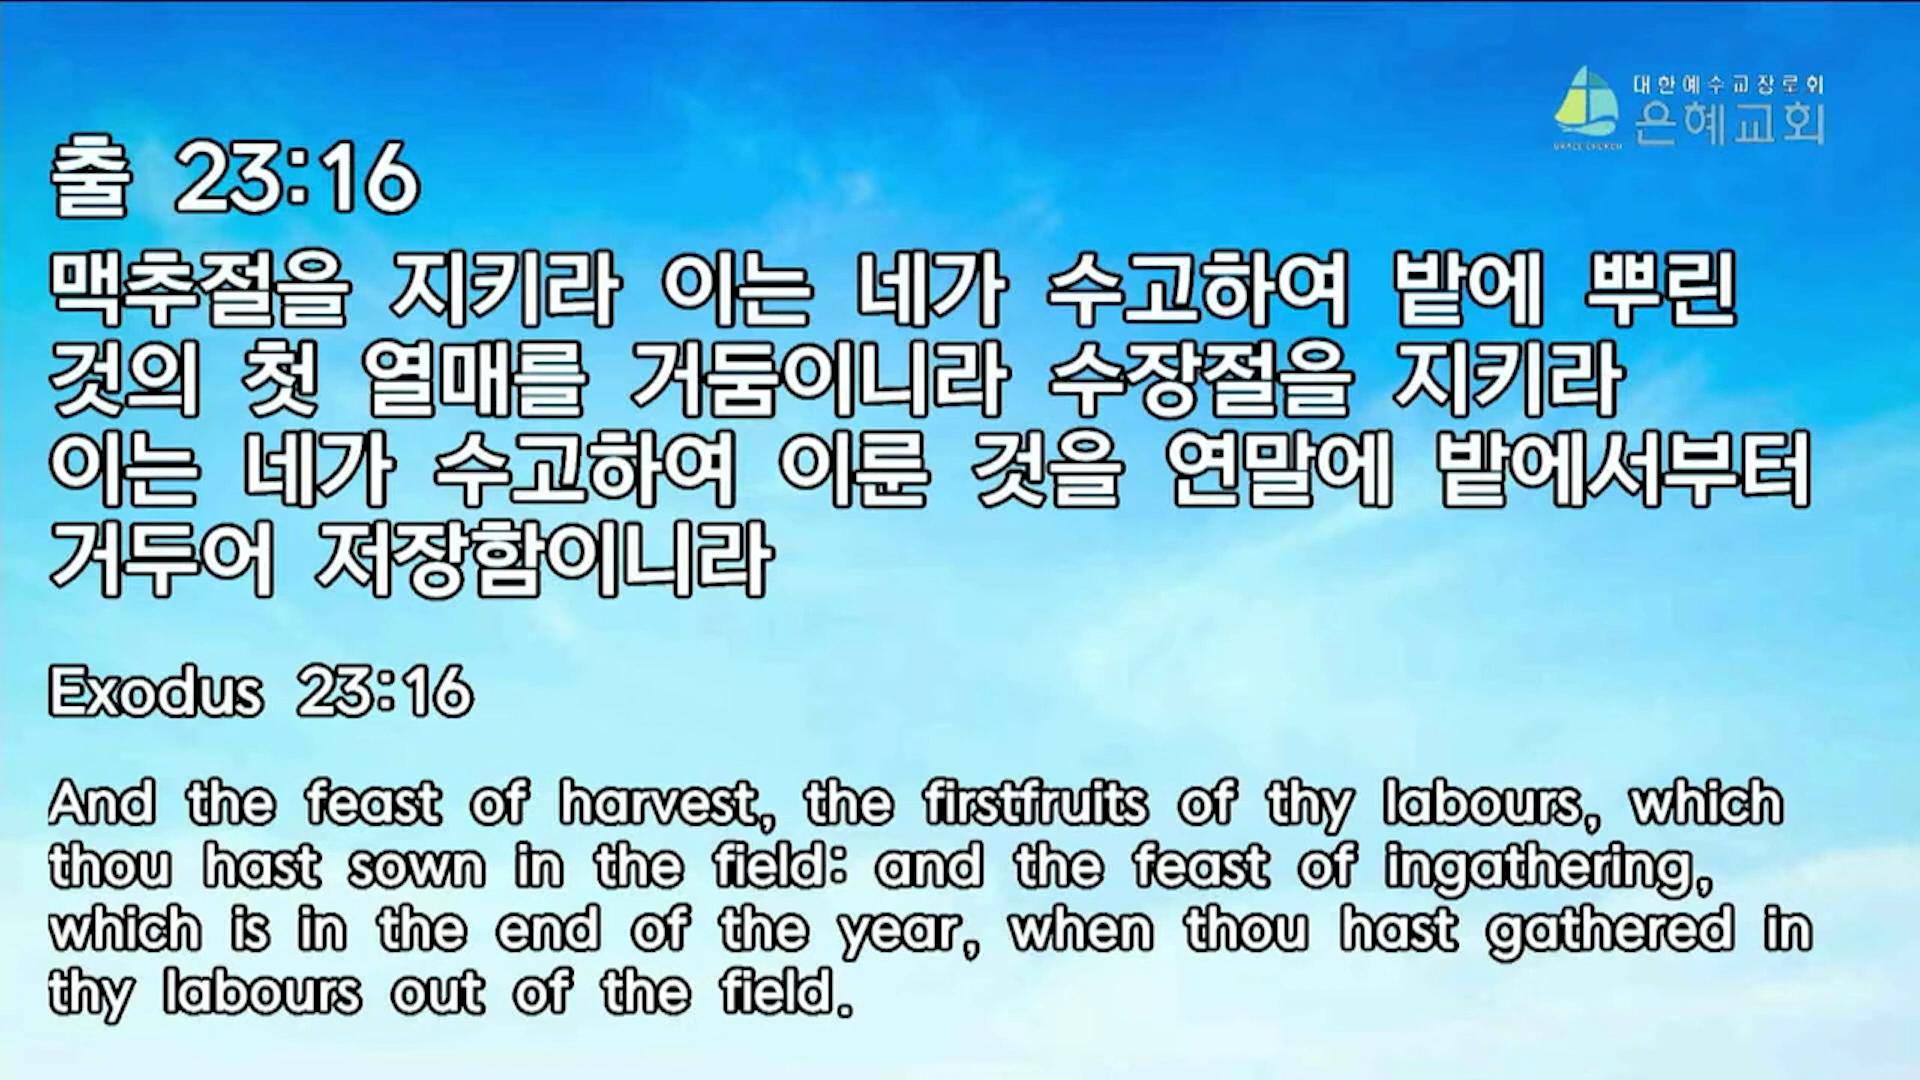 대한예수교장로회
은혜교회
GRACE CHURCH
출 23:16
맥추절을 지키라 이는 네가 수고하여 밭에 뿌린
것의 첫 열매를 거둠이니라 수장절을 지키라
이는 네가 수고하여 이룬 것을 연말에 밭에서부터
거두어 저장함이니라
Exodus 23:16
And the feast of harvest, the firstfruits of thy labours, which
thou hast sown in the field: and the feast of ingathering,
which is in the end of the year, when thou hast gathered in
thy labours out of the field.